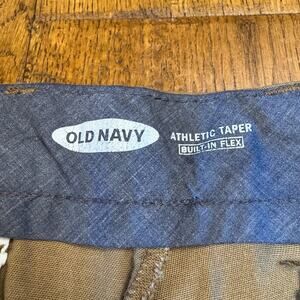 OLD NAVY
ATHLETIC TAPER
BUILT-IN FLEX